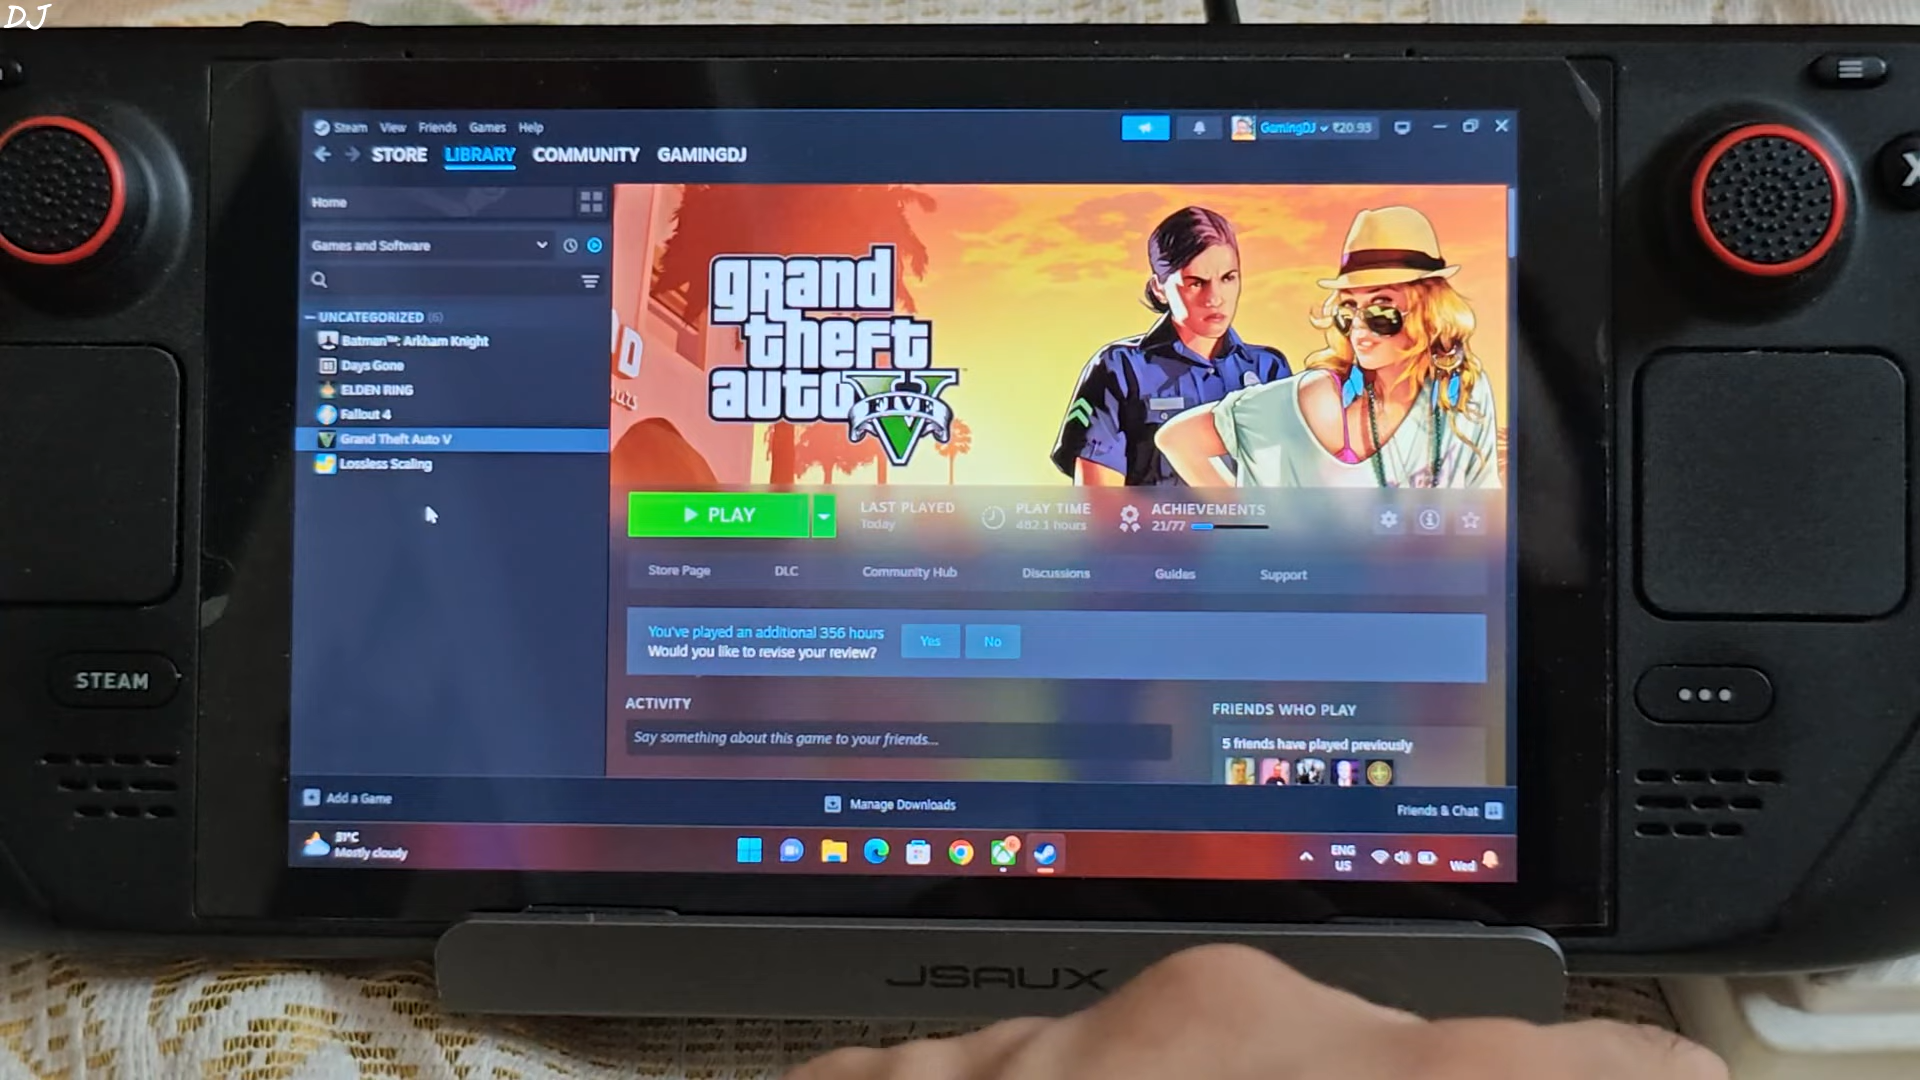 DJ
Steam View Friends Games Help
GamingDJ ₹20.93
STORE LIBRARY COMMUNITY GAMINGDJ
Home
Games and Software
UNCATEGORIZED (6)
Batman™: Arkham Knight
Days Gone
ELDEN RING
Fallout 4
Grand Theft Auto V
Lossless Scaling
grand
theft
auto
FIVE
PLAY
LAST PLAYED
Today
PLAY TIME
482.1 hours
ACHIEVEMENTS
21/77
Store Page DLC Community Hub Discussions Guides Support
You've played an additional 356 hours
Would you like to revise your review?
Yes No
ACTIVITY
Say something about this game to your friends...
FRIENDS WHO PLAY
5 friends have played previously
Add a Game
Manage Downloads
Friends & Chat
31°C
Mostly cloudy
ENG
US
Wed
STEAM
X
JSAUX